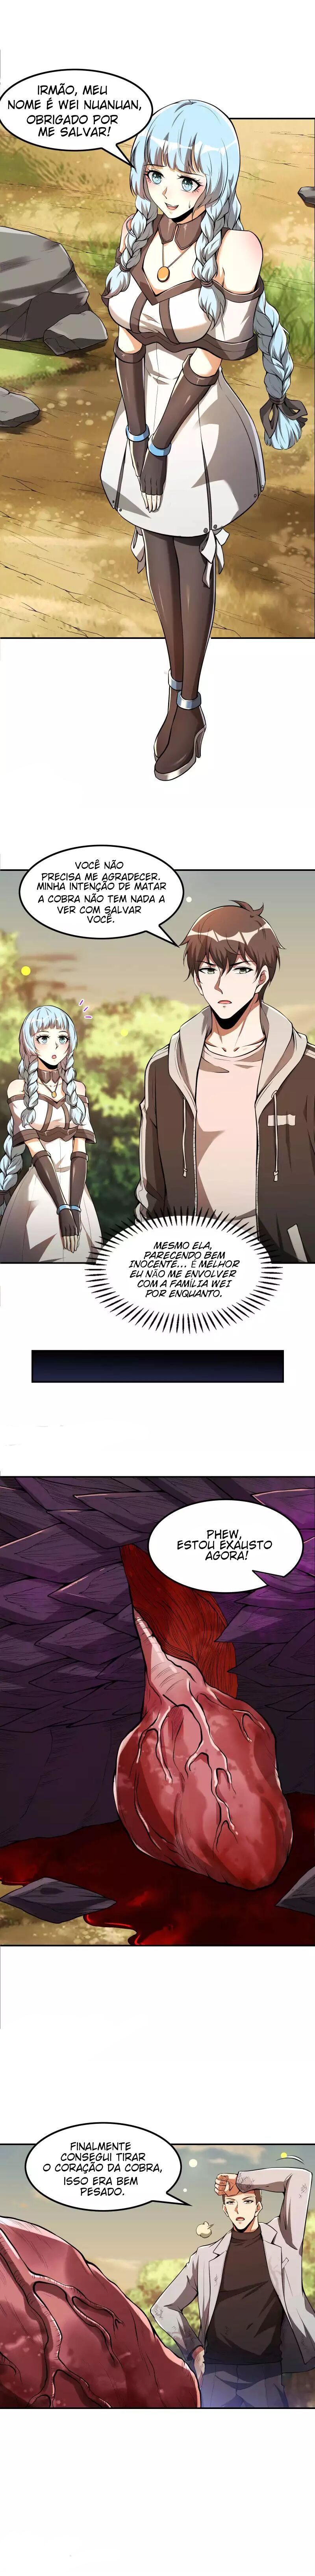 IRMÃO, MEU
NOME É WEI NUANUAN,
OBRIGADO POR
ME SALVAR!
VOCÊ NÃO
PRECISA ME AGRADECER.
MINHA INTENÇÃO DE MATAR
A COBRA NÃO TEM NADA A
VER COM SALVAR
VOCÊ.
MESMO ELA,
PARECENDO BEM
INOCENTE... É MELHOR
EU NÃO ME ENVOLVER
COM A FAMÍLIA WEI
POR ENQUANTO.
PHEW,
ESTOU EXAUSTO
AGORA!
FINALMENTE
CONSEGUI TIRAR
O CORAÇÃO DA COBRA,
ISSO ERA BEM
PESADO.